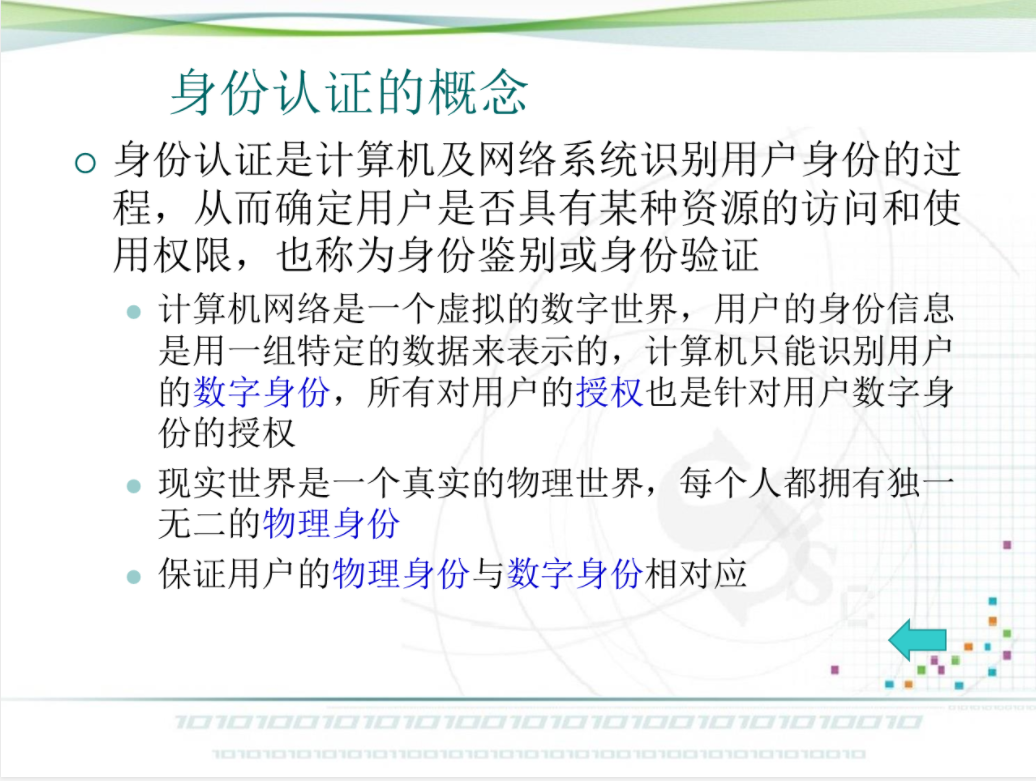 身份认证的概念
身份认证是计算机及网络系统识别用户身份的过
程，从而确定用户是否具有某种资源的访问和使
用权限，也称为身份鉴别或身份验证
计算机网络是一个虚拟的数字世界，用户的身份信息
是用一组特定的数据来表示的，计算机只能识别用户
的数字身份，所有对用户的授权也是针对用户数字身
份的授权
现实世界是一个真实的物理世界，每个人都拥有独一
无二的物理身份
保证用户的物理身份与数字身份相对应